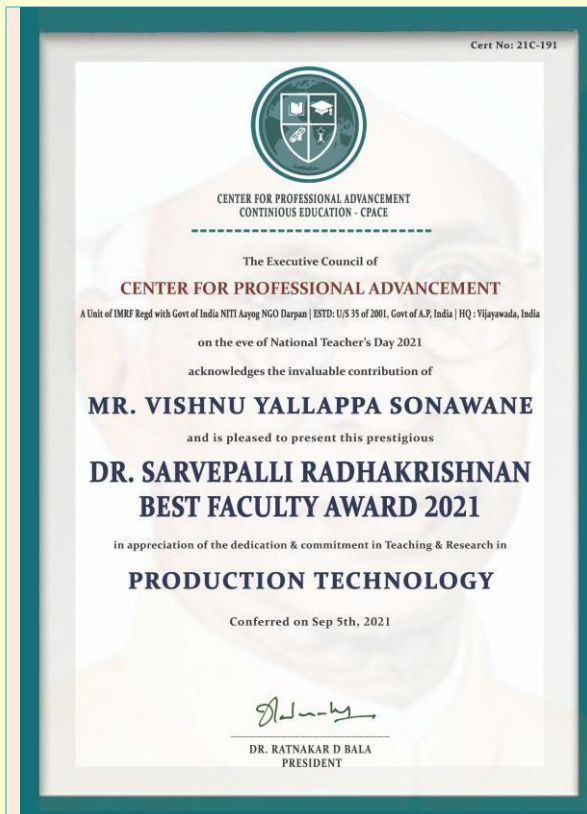 Cert No: 21C-191
CENTER FOR PROFESSIONAL ADVANCEMENT
CONTINIOUS EDUCATION - CPACE
The Executive Council of
CENTER FOR PROFESSIONAL ADVANCEMENT
A Unit of IMRF Regd with Govt of India NITI Aayog NGO Darpan | ESTD: U/S 35 of 2001, Govt of A.P, India | HQ : Vijayawada, India
on the eve of National Teacher's Day 2021
acknowledges the invaluable contribution of
MR. VISHNU YALLAPPA SONAWANE
and is pleased to present this prestigious
DR. SARVEPALLI RADHAKRISHNAN
BEST FACULTY AWARD 2021
in appreciation of the dedication & commitment in Teaching & Research in
PRODUCTION TECHNOLOGY
Conferred on Sep 5th, 2021
DR. RATNAKAR D BALA
PRESIDENT